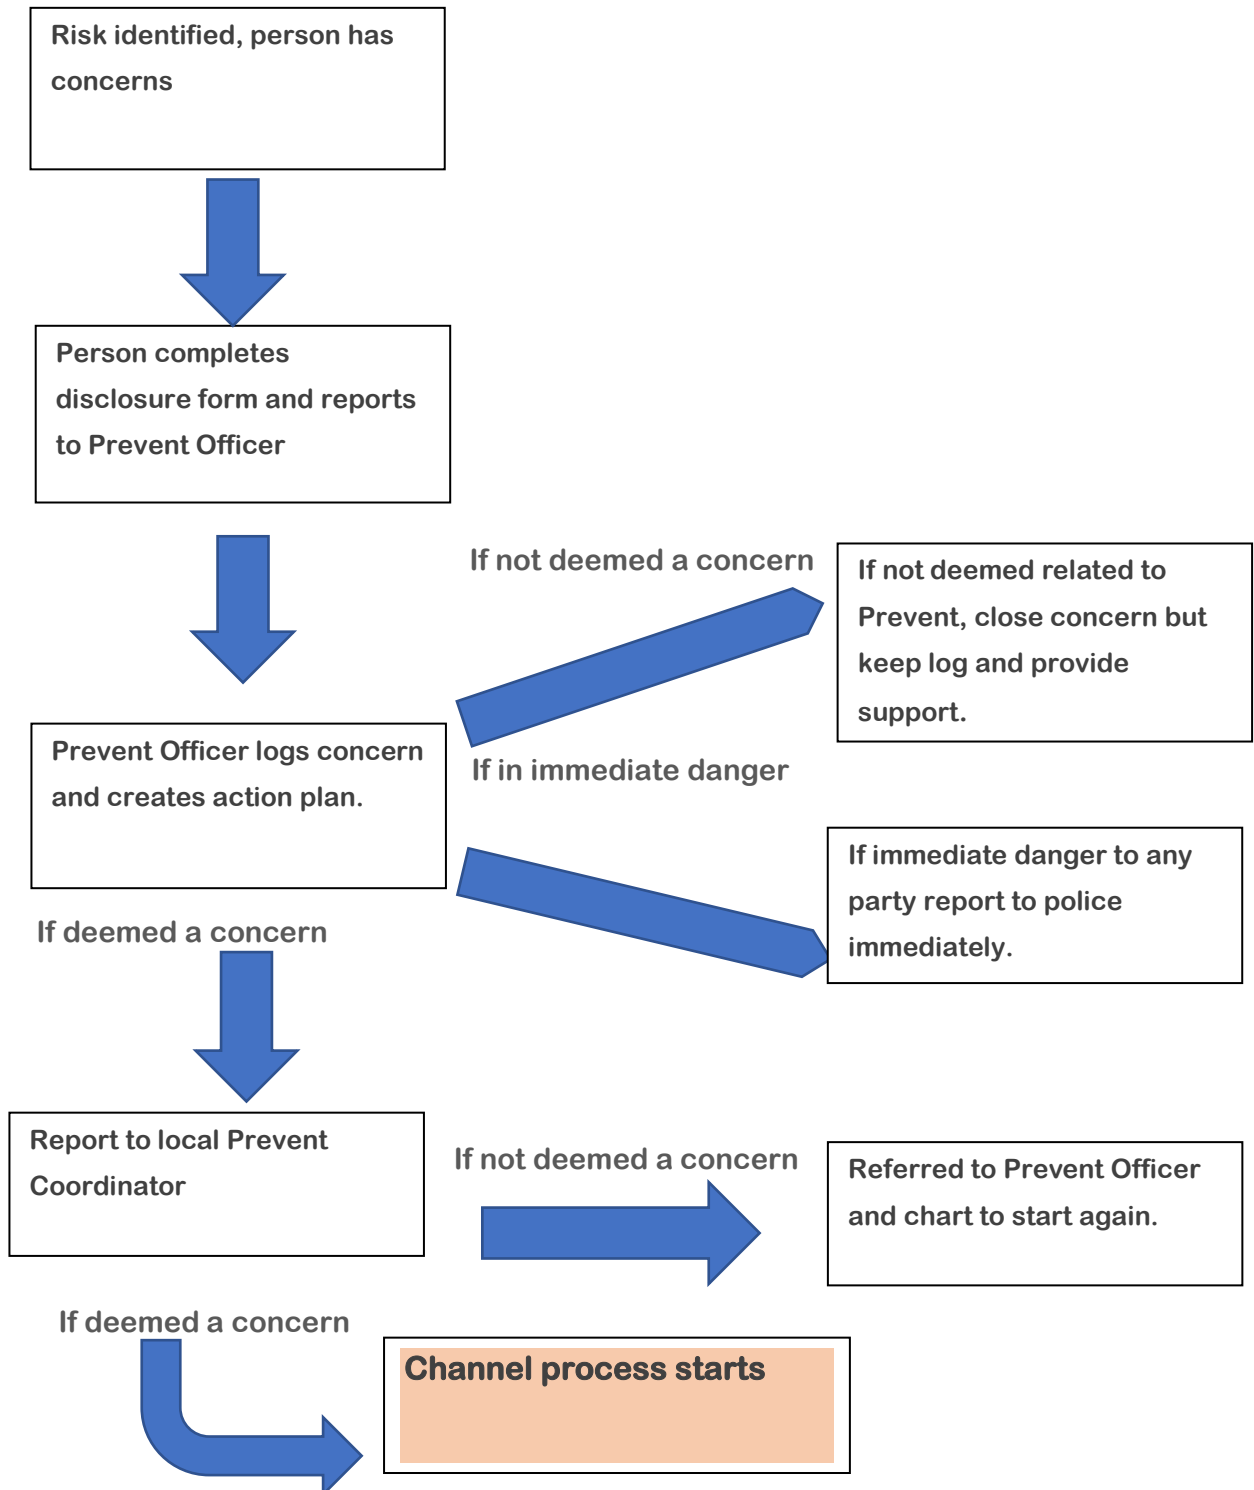 Risk identified, person has
concerns
Person completes
disclosure form and reports
to Prevent Officer
If not deemed a concern
If not deemed related to
Prevent, close concern but
keep log and provide
support.
Prevent Officer logs concern
and creates action plan.
If in immediate danger
If immediate danger to any
party report to police
immediately.
If deemed a concern
Report to local Prevent
Coordinator
If not deemed a concern
Referred to Prevent Officer
and chart to start again.
If deemed a concern
Channel process starts